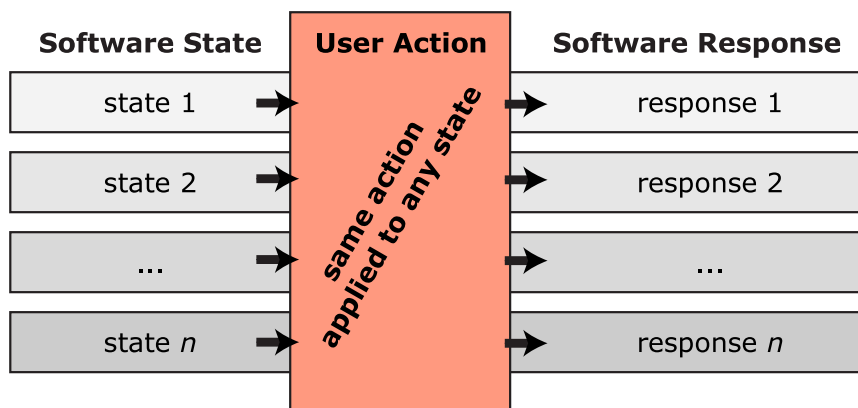 Software State
User Action
Software Response
state 1
response 1
state 2
response 2
same action
applied to any state
...
...
state n
response n